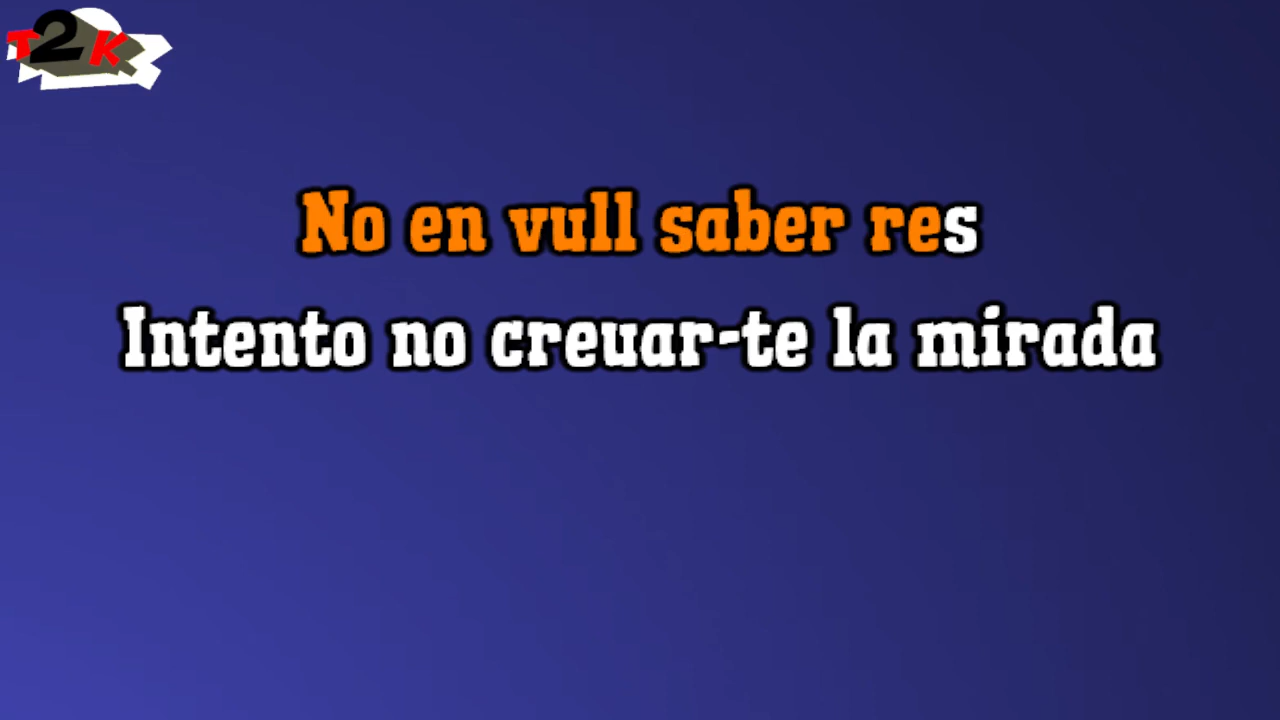 T2K
No en vull saber res
Intento no creuar-te la mirada